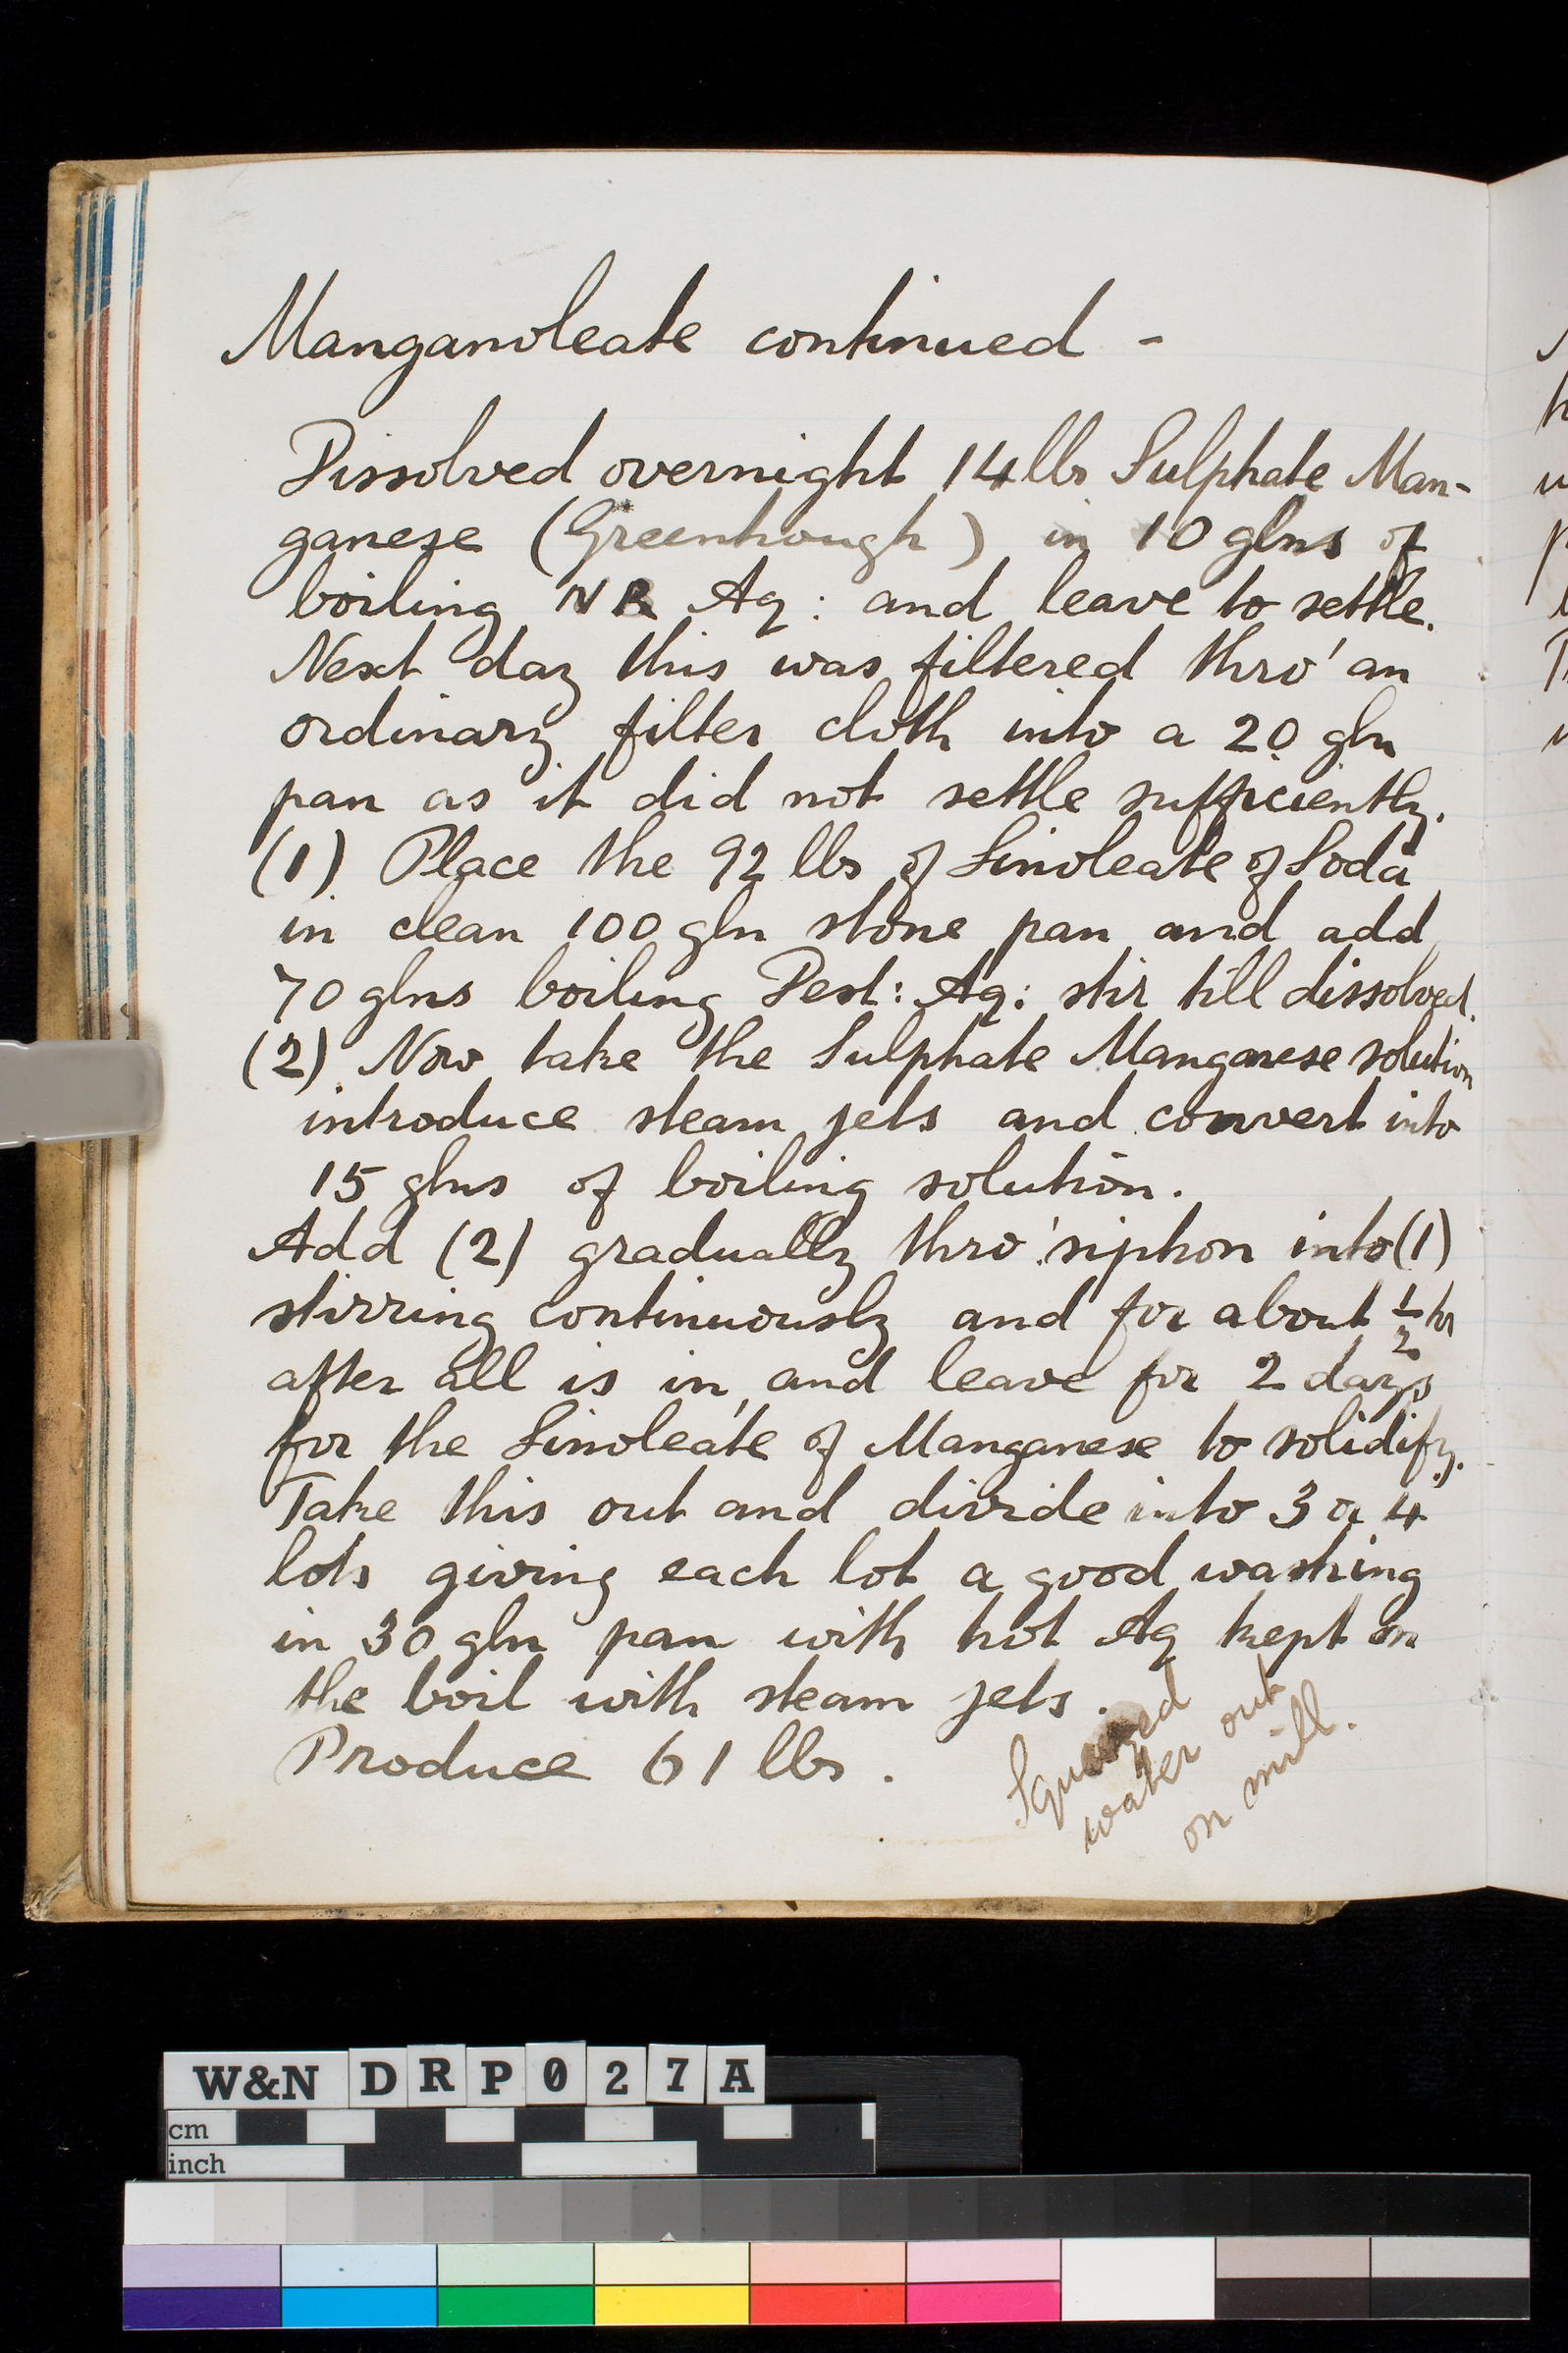 Manganoleate continued -
Dissolved overnight 14 lbs Sulphate Man-
ganese (Greenhough) in 10 glns of
boiling NR Aq: and leave to settle.
Next day this was filtered thro' an
ordinary filter cloth into a 20 gln
pan as it did not settle sufficiently.
(1) Place the 92 lbs of Linoleate of Soda
in clean 100 gln stone pan and add
70 glns boiling Dest: Aq: stir till dissolved.
(2) Now take the Sulphate Manganese solution
introduce steam jets and convert into
15 glns of boiling solution.
Add (2) gradually thro' siphon into (1)
stirring continuously and for about ½ hr
after all is in, and leave for 2 days
for the Linoleate of Manganese to solidify.
Take this out and divide into 3 or 4
lots giving each lot a good washing
in 30 gln pan with hot Aq kept on
the boil with steam jets.
Produce 61 lbs.
Squeezed
water out
on mill.
W&N DRP027A
cm
inch